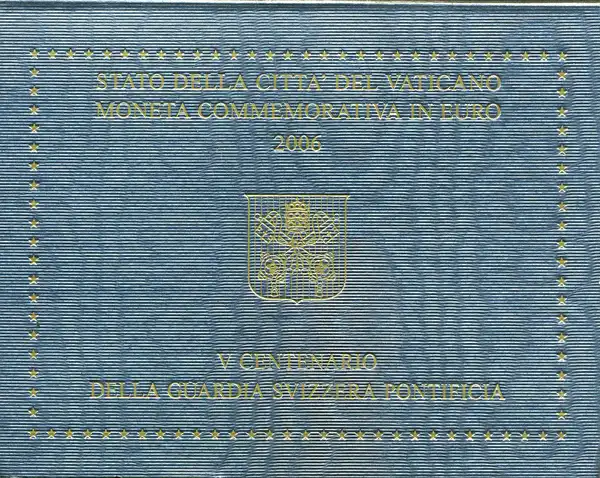 STATO DELLA CITTA' DEL VATICANO
MONETA COMMEMORATIVA IN EURO
2006
V CENTENARIO
DELLA GUARDIA SVIZZERA PONTIFICIA